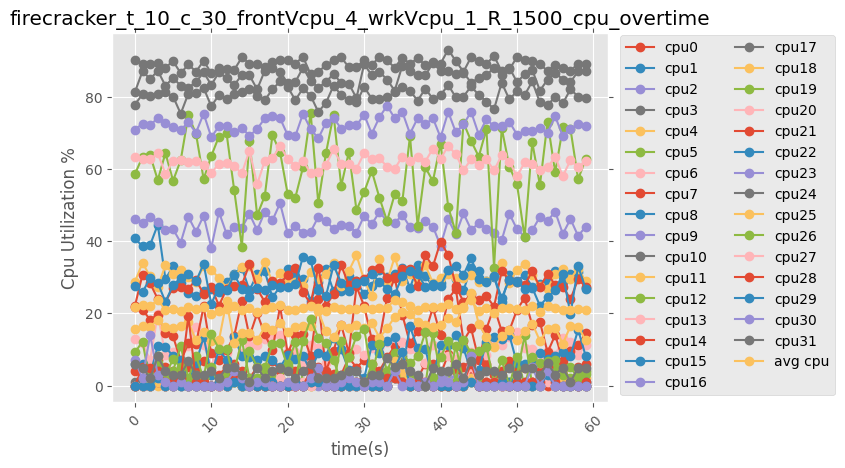 firecracker_t_10_c_30_frontVcpu_4_wrkVcpu_1_R_1500_cpu_overtime
Cpu Utilization %
80
60
40
20
0
0
10
20
30
40
50
60
time(s)
cpu0
cpu1
cpu2
cpu3
cpu4
cpu5
cpu6
cpu7
cpu8
cpu9
cpu10
cpu11
cpu12
cpu13
cpu14
cpu15
cpu16
cpu17
cpu18
cpu19
cpu20
cpu21
cpu22
cpu23
cpu24
cpu25
cpu26
cpu27
cpu28
cpu29
cpu30
cpu31
avg cpu